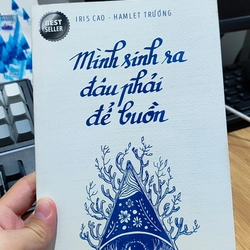 BEST
SELLER
IRIS CAO - HAMLET TRƯƠNG
Mình sinh ra
đâu phải
để buồn